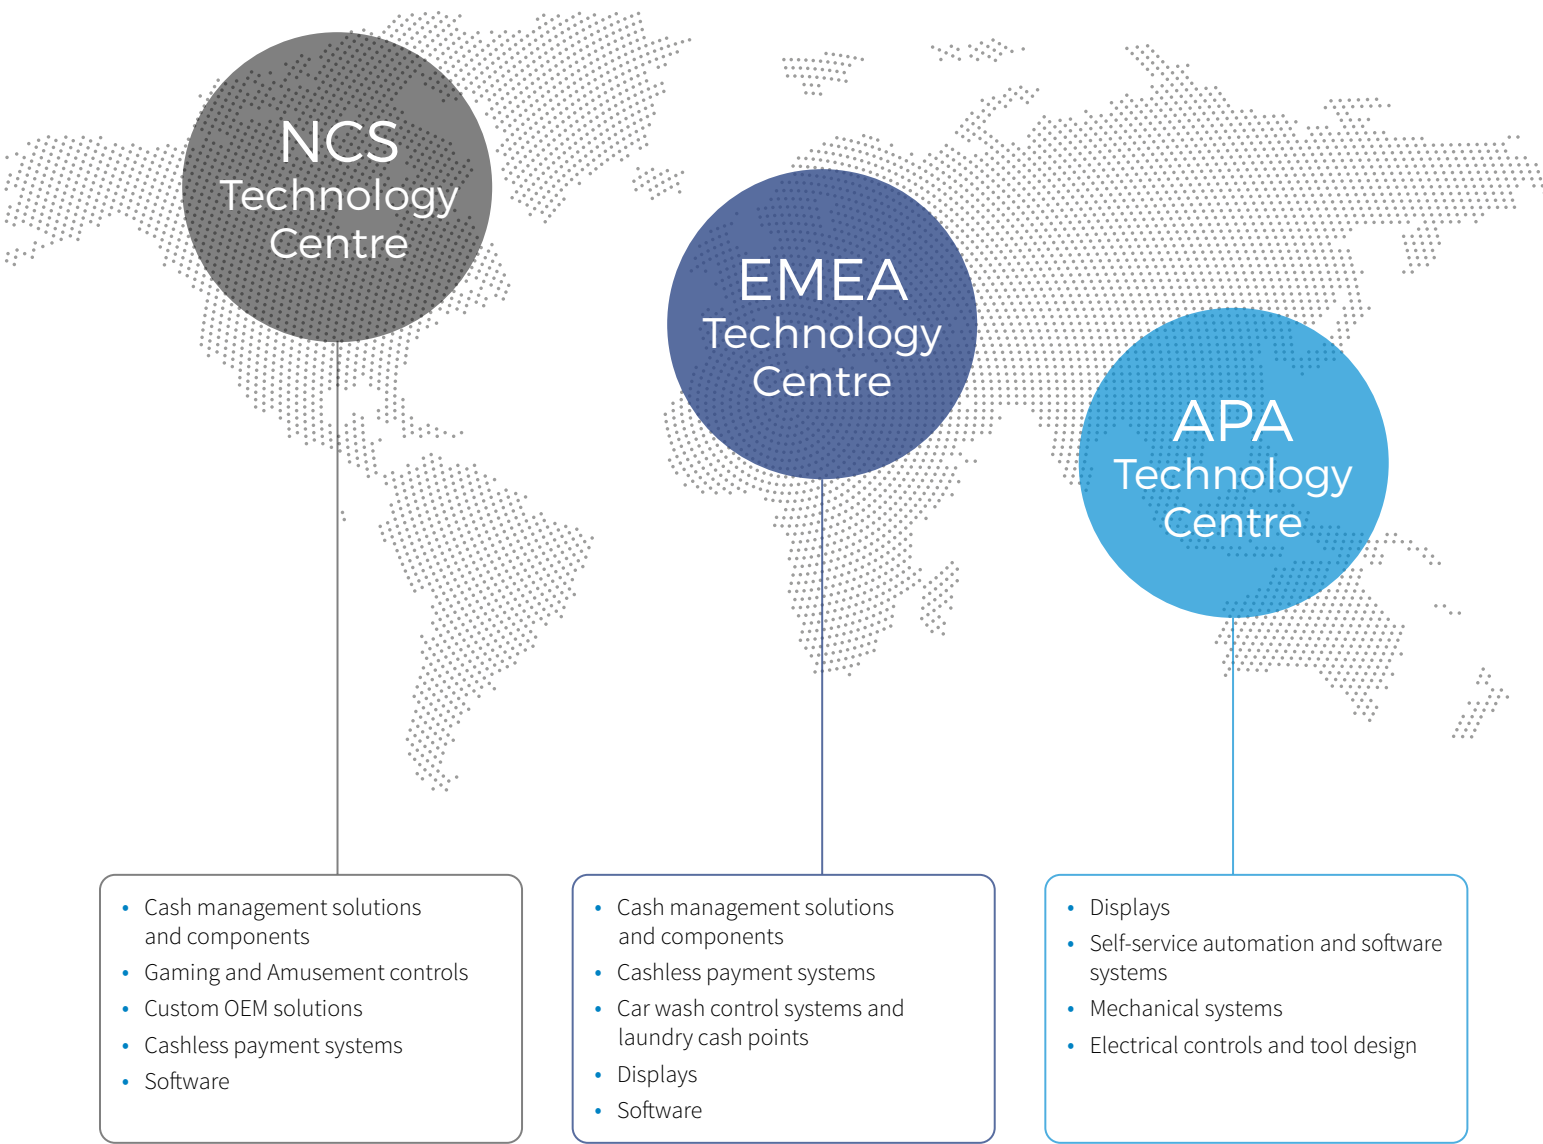 NCS
Technology
Centre
EMEA
Technology
Centre
APA
Technology
Centre
• Cash management solutions
and components
• Gaming and Amusement controls
• Custom OEM solutions
• Cashless payment systems
• Software
• Cash management solutions
and components
• Cashless payment systems
• Car wash control systems and
laundry cash points
• Displays
• Software
• Displays
• Self-service automation and software
systems
• Mechanical systems
• Electrical controls and tool design